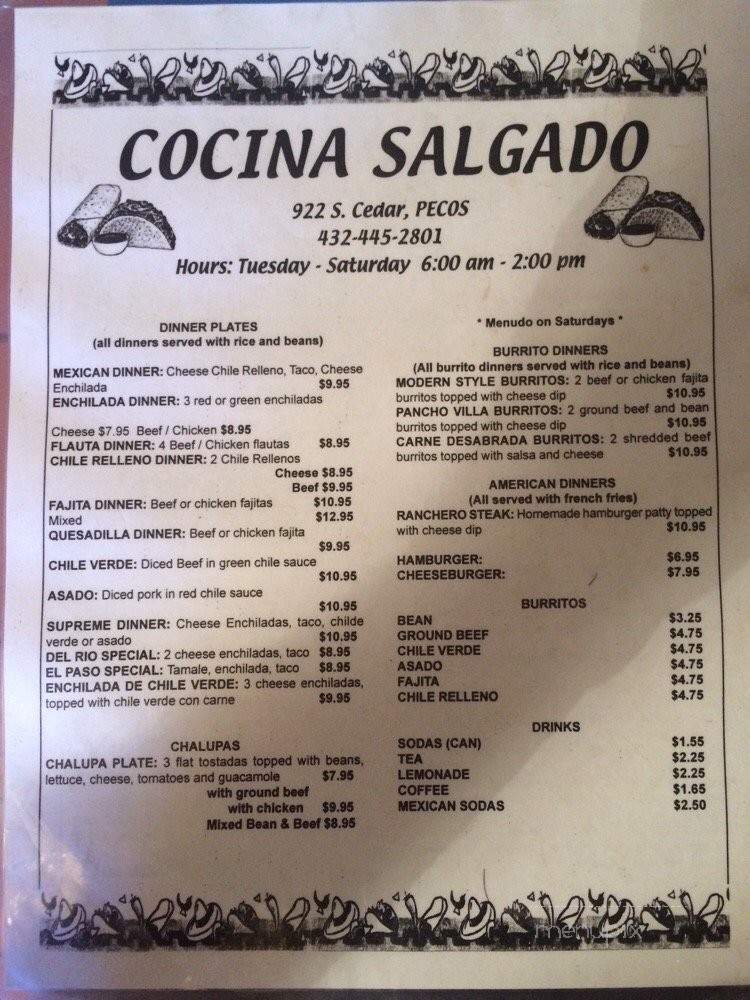 COCINA SALGADO
922 S. Cedar, PECOS
432-445-2801
Hours: Tuesday - Saturday 6:00 am - 2:00 pm
DINNER PLATES
(all dinners served with rice and beans)
MEXICAN DINNER: Cheese Chile Relleno, Taco, Cheese
Enchilada $9.95
ENCHILADA DINNER: 3 red or green enchiladas
Cheese $7.95 Beef / Chicken $8.95
FLAUTA DINNER: 4 Beef / Chicken flautas $8.95
CHILE RELLENO DINNER: 2 Chile Rellenos
Cheese $8.95
Beef $9.95
FAJITA DINNER: Beef or chicken fajitas $10.95
Mixed $12.95
QUESADILLA DINNER: Beef or chicken fajita
$9.95
CHILE VERDE: Diced Beef in green chile sauce
$10.95
ASADO: Diced pork in red chile sauce
$10.95
SUPREME DINNER: Cheese Enchiladas, taco, childe
verde or asado $10.95
DEL RIO SPECIAL: 2 cheese enchiladas, taco $8.95
EL PASO SPECIAL: Tamale, enchilada, taco $8.95
ENCHILADA DE CHILE VERDE: 3 cheese enchiladas,
topped with chile verde con carne $9.95
CHALUPAS
CHALUPA PLATE: 3 flat tostadas topped with beans,
lettuce, cheese, tomatoes and guacamole $7.95
with ground beef
with chicken $9.95
Mixed Bean & Beef $8.95
* Menudo on Saturdays *
BURRITO DINNERS
(All burrito dinners served with rice and beans)
MODERN STYLE BURRITOS: 2 beef or chicken fajita
burritos topped with cheese dip $10.95
PANCHO VILLA BURRITOS: 2 ground beef and bean
burritos topped with cheese dip $10.95
CARNE DESABRADA BURRITOS: 2 shredded beef
burritos topped with salsa and cheese $10.95
AMERICAN DINNERS
(All served with french fries)
RANCHERO STEAK: Homemade hamburger patty topped
with cheese dip $10.95
HAMBURGER: $6.95
CHEESEBURGER: $7.95
BURRITOS
BEAN $3.25
GROUND BEEF $4.75
CHILE VERDE $4.75
ASADO $4.75
FAJITA $4.75
CHILE RELLENO $4.75
DRINKS
SODAS (CAN) $1.55
TEA $2.25
LEMONADE $2.25
COFFEE $1.65
MEXICAN SODAS $2.50
menupix